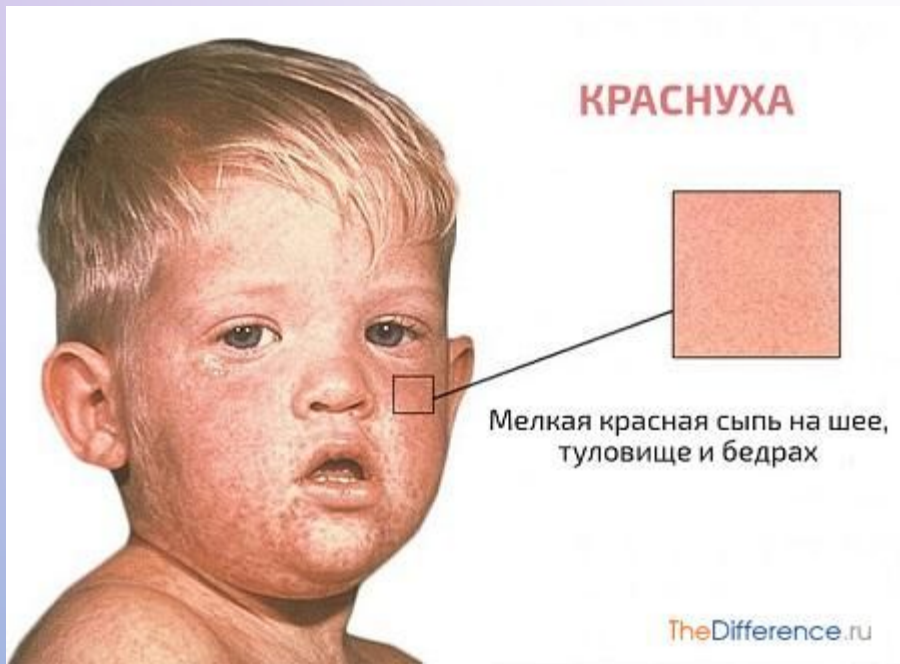 КРАСНУХА
Мелкая красная сыпь на шее,
туловище и бедрах
TheDifference.ru